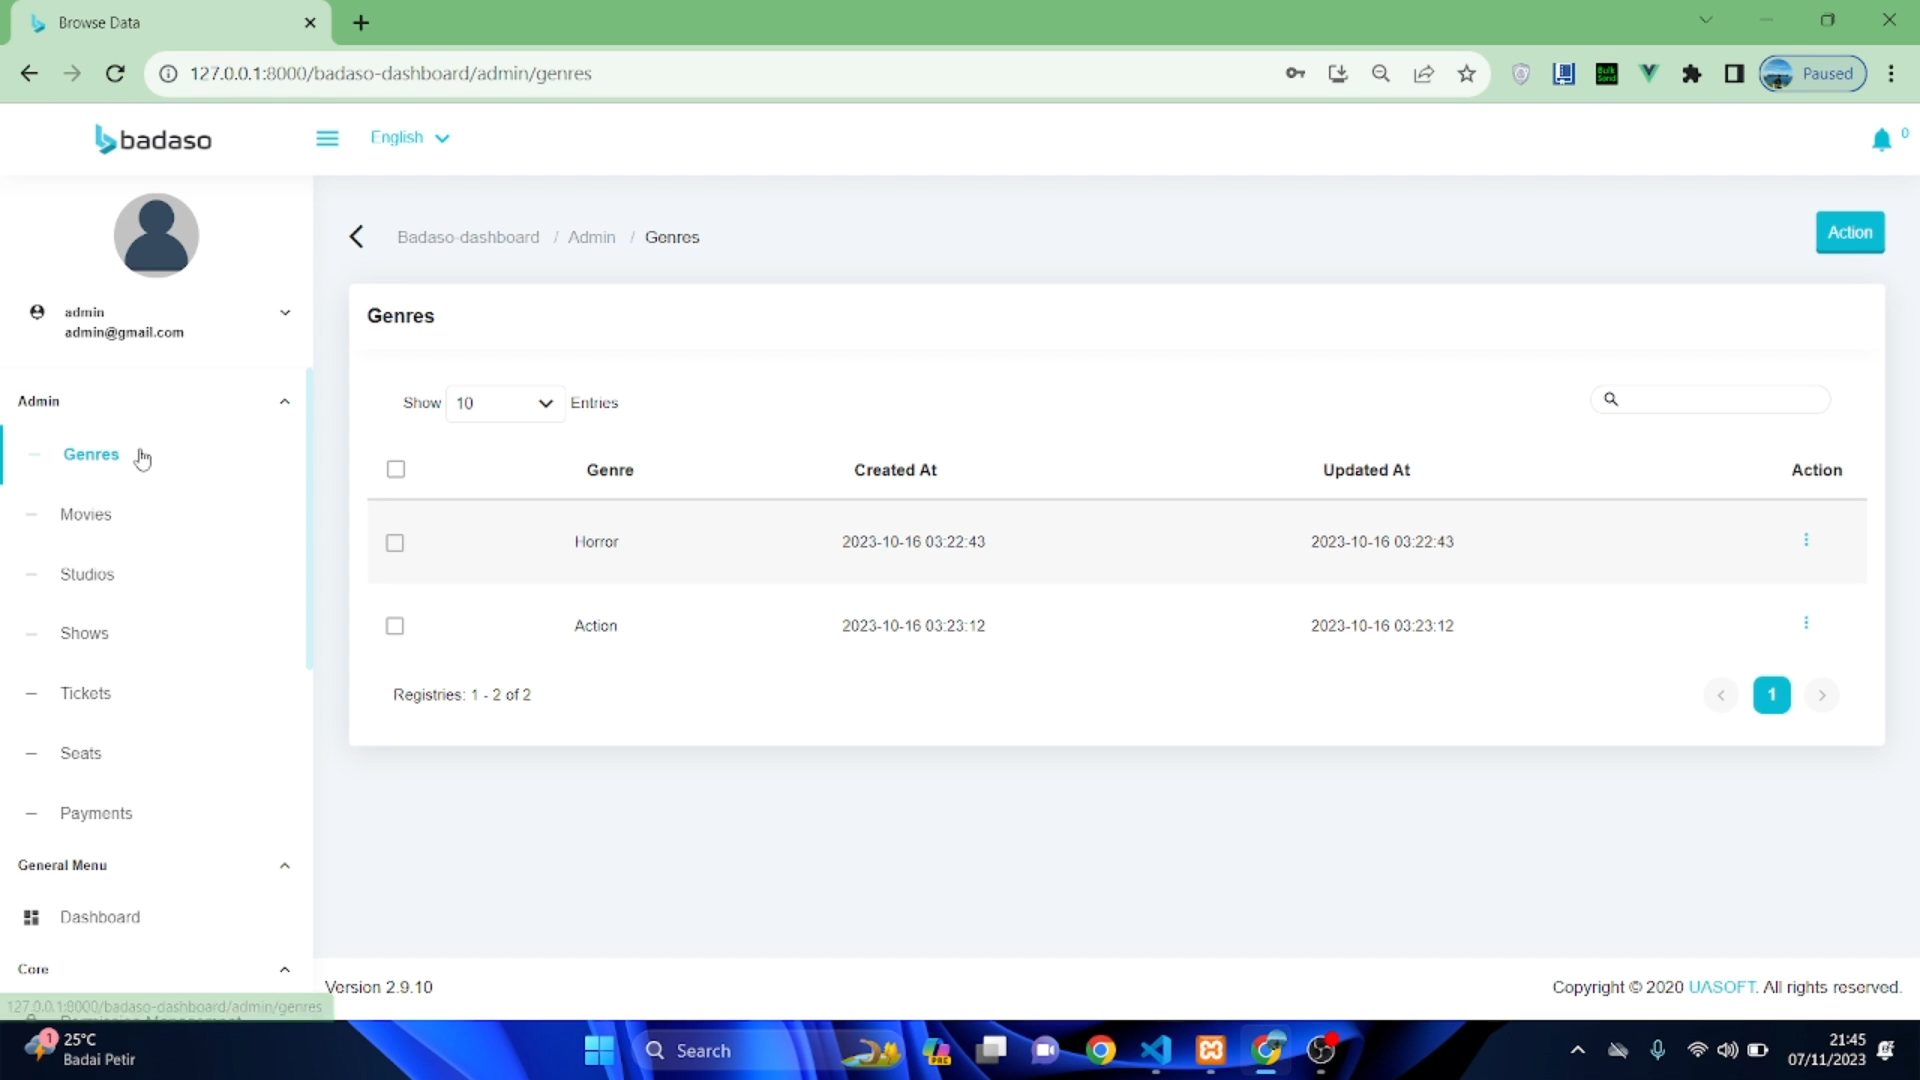 Browse Data
127.0.0.1:8000/badaso-dashboard/admin/genres
Paused
badaso
English
0
admin
admin@gmail.com
Badaso-dashboard / Admin / Genres
Action
Admin
Genres
Movies
Studios
Shows
Tickets
Seats
Payments
General Menu
Dashboard
Core
Genres
Show 10 Entries
Genre Created At Updated At Action
Horror 2023-10-16 03:22:43 2023-10-16 03:22:43
Action 2023-10-16 03:23:12 2023-10-16 03:23:12
Registries: 1 - 2 of 2
1
Version 2.9.10
Copyright © 2020 UASOFT. All rights reserved.
127.0.0.1:8000/badaso-dashboard/admin/genres
1
25°C
Badai Petir
Search
PRE
21:45
07/11/2023